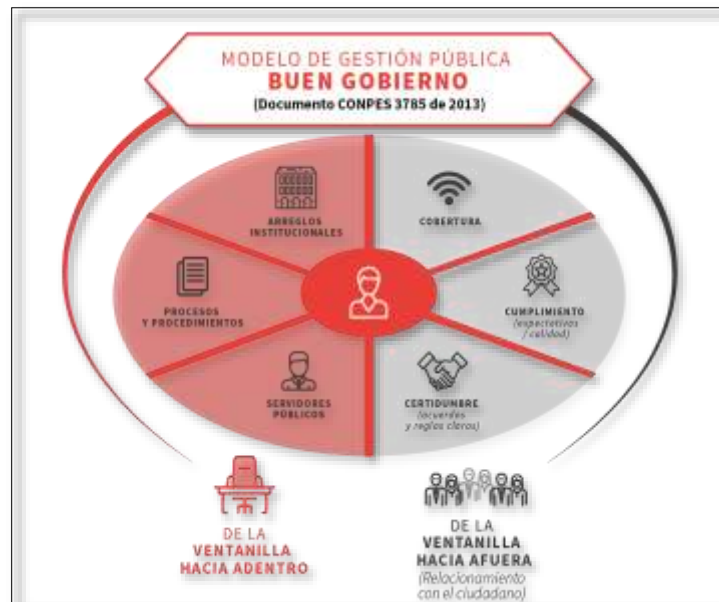 MODELO DE GESTIÓN PÚBLICA
BUEN GOBIERNO
(Documento CONPES 3785 de 2013)
ARREGLOS
INSTITUCIONALES
COBERTURA
PROCESOS
Y PROCEDIMIENTOS
CUMPLIMIENTO
(expectativas
/ calidad)
SERVIDORES
PÚBLICOS
CERTIDUMBRE
(acuerdos
y reglas claras)
DE LA
VENTANILLA
HACIA ADENTRO
DE LA
VENTANILLA
HACIA AFUERA
(Relacionamiento
con el ciudadano)